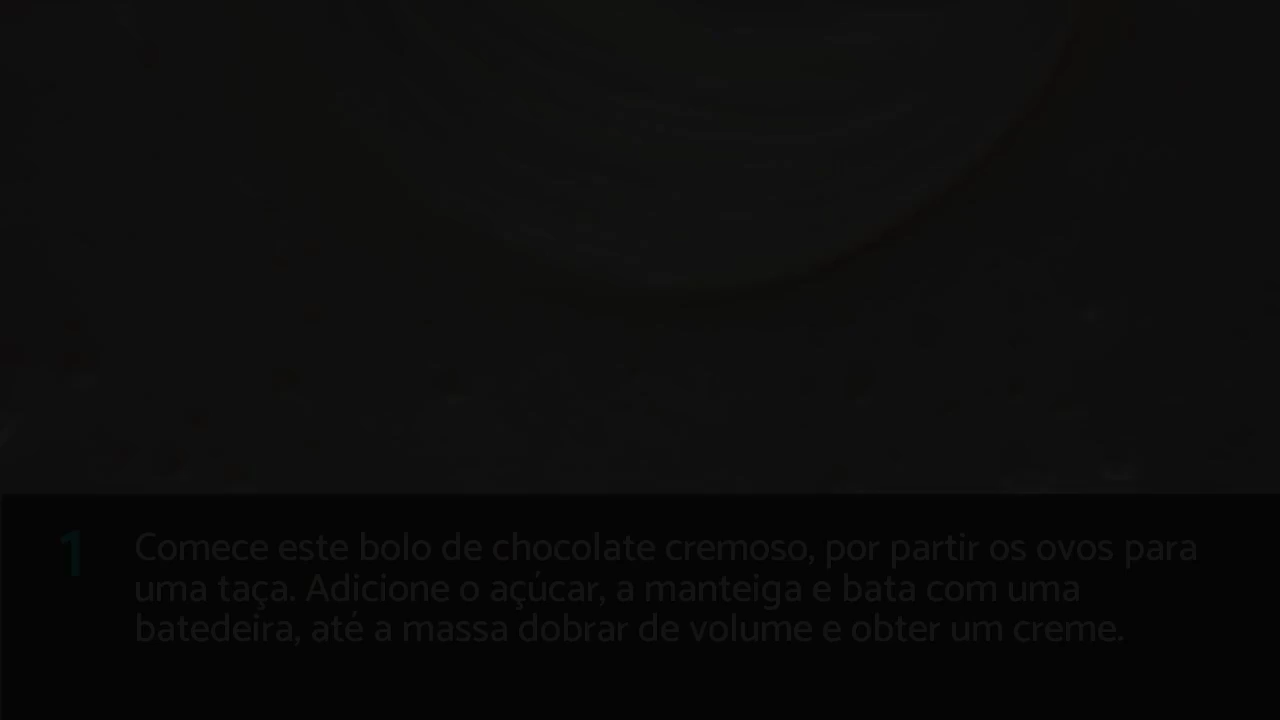 1 Comece este bolo de chocolate cremoso, por partir os ovos para
uma taça. Adicione o açúcar, a manteiga e bata com uma
batedeira, até a massa dobrar de volume e obter um creme.